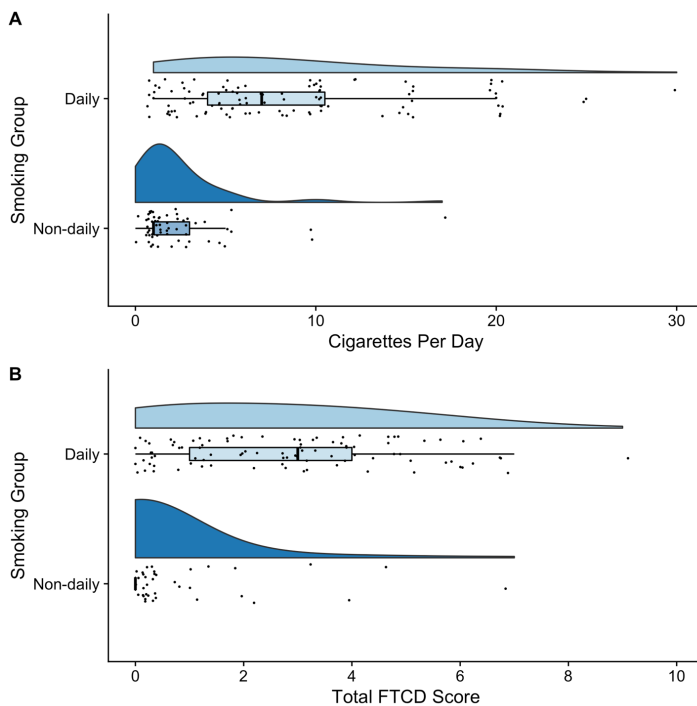 A
Smoking Group
Daily
Non-daily
0 10 20 30
Cigarettes Per Day
B
Smoking Group
Daily
Non-daily
0 2 4 6 8 10
Total FTCD Score